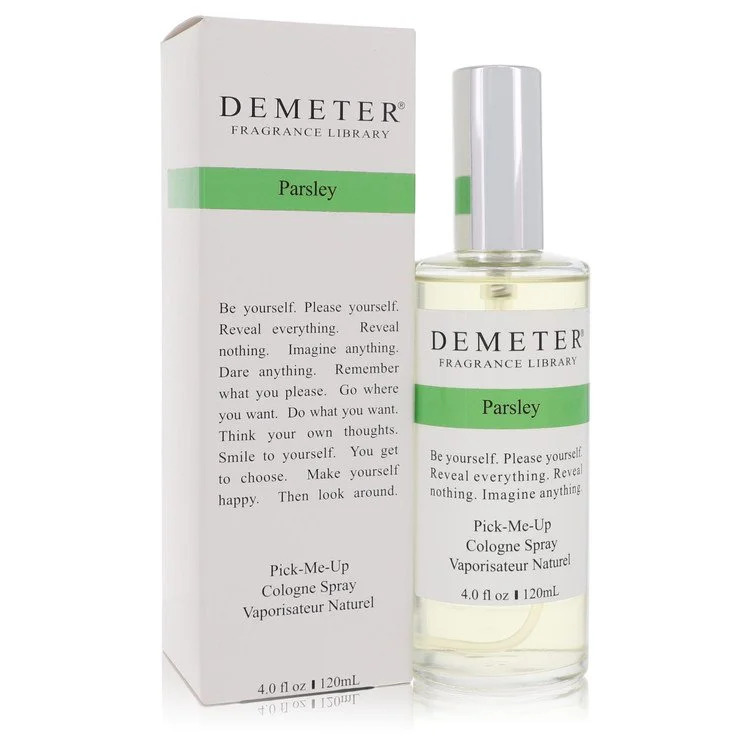 DEMETER®
FRAGRANCE LIBRARY
Parsley
Be yourself. Please yourself.
Reveal everything. Reveal
nothing. Imagine anything.
Dare anything. Remember
what you please. Go where
you want. Do what you want.
Think your own thoughts.
Smile to yourself. You get
to choose. Make yourself
happy. Then look around.
Pick-Me-Up
Cologne Spray
Vaporisateur Naturel
4.0 fl oz ❙ 120mL
DEMETER®
FRAGRANCE LIBRARY
Parsley
Be yourself. Please yourself.
Reveal everything. Reveal
nothing. Imagine anything.
Pick-Me-Up
Cologne Spray
Vaporisateur Naturel
4.0 fl oz ❙ 120mL